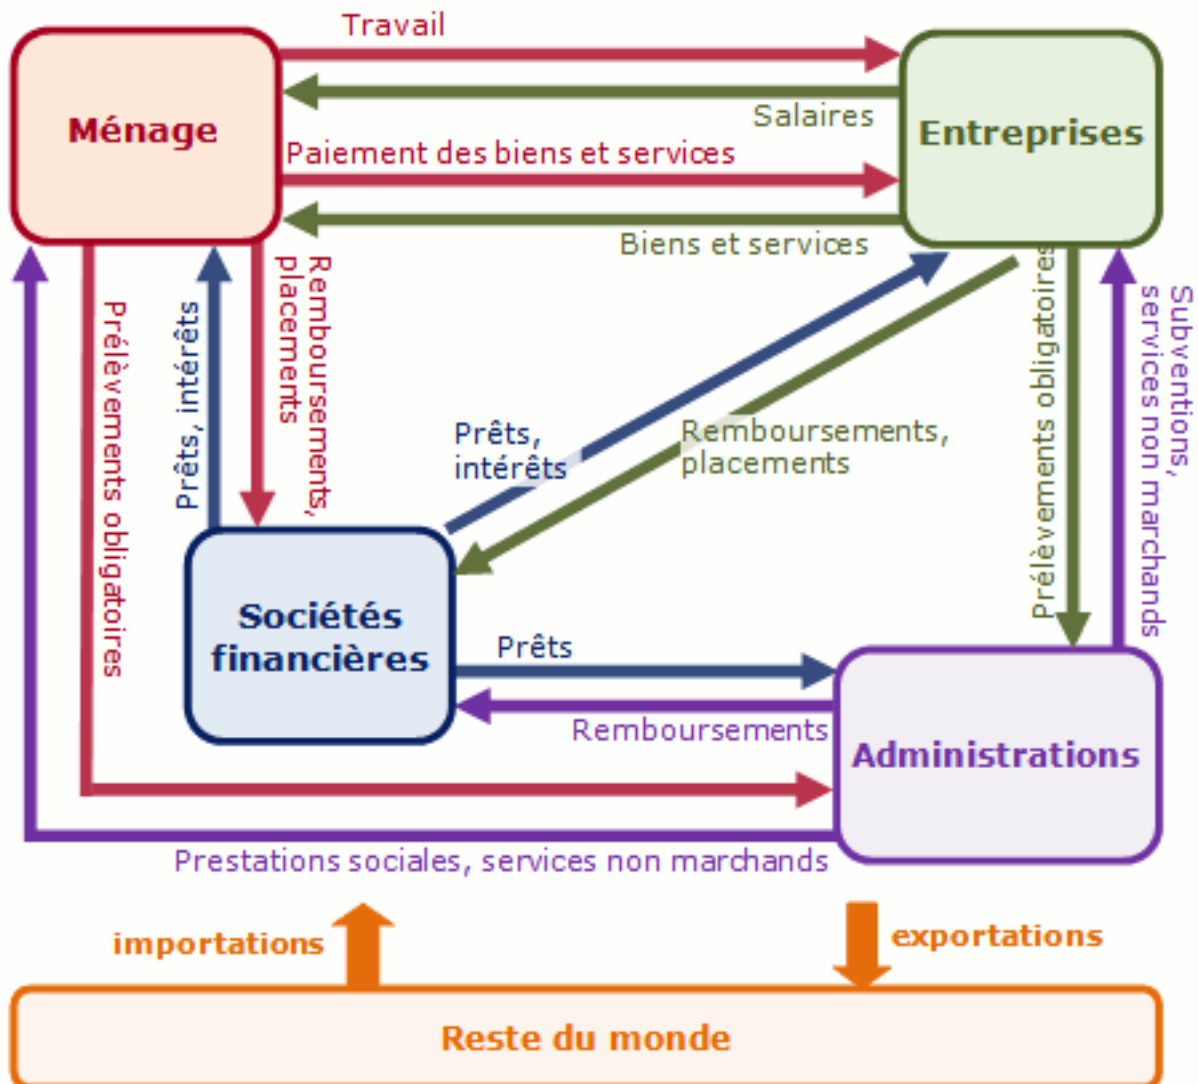 Travail
Ménage
Entreprises
Salaires
Paiement des biens et services
Biens et services
Prélèvements obligatoires
Prêts, intérêts
Remboursements,
placements
Prêts,
intérêts
Remboursements,
placements
Prélèvements obligatoires
Subventions,
services non marchands
Sociétés
financières
Prêts
Remboursements
Administrations
Prestations sociales, services non marchands
importations
exportations
Reste du monde